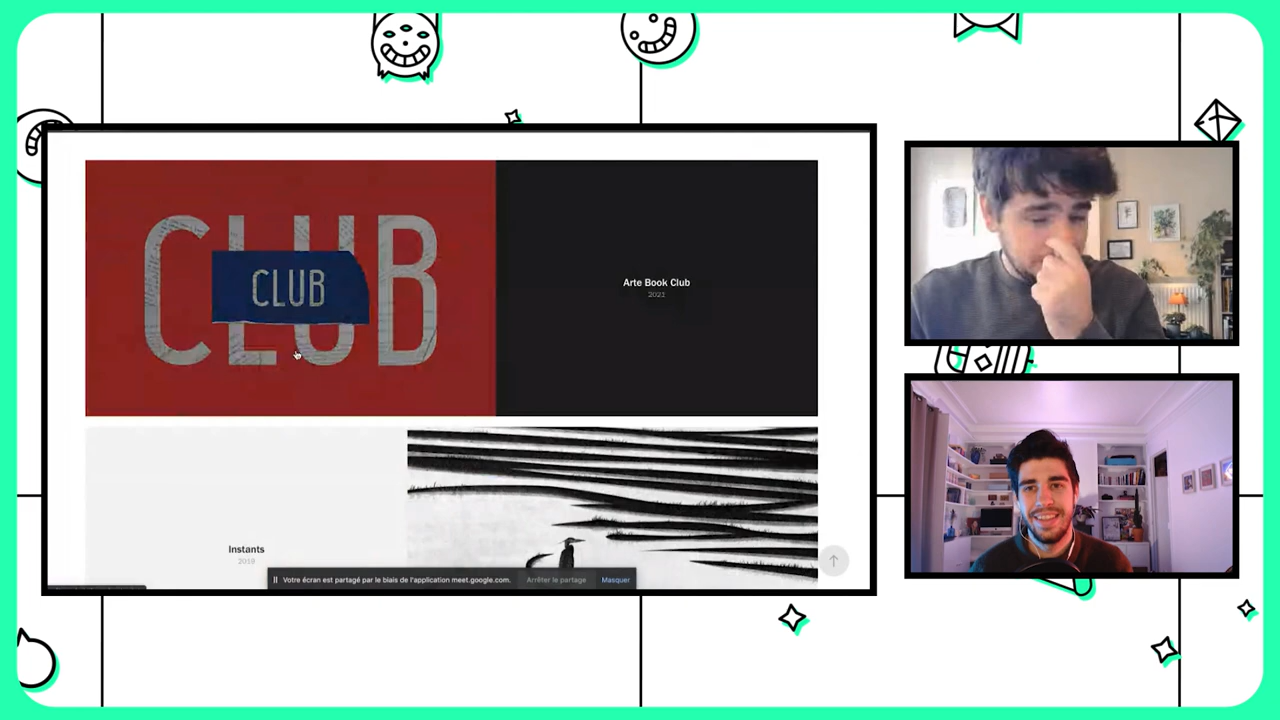 CLUB
CLUB
Arte Book Club
2021
Instants
2019
Votre écran est partagé par le biais de l'application meet.google.com.
Arrêter le partage
Masquer